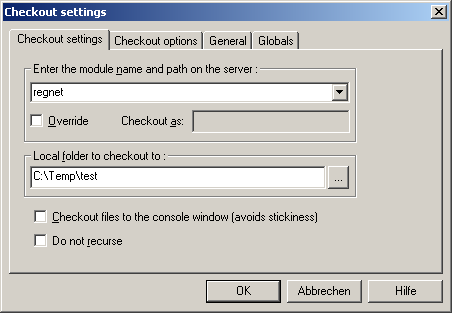 Checkout settings
Checkout settings Checkout options General Globals
Enter the module name and path on the server :
regnet
Override Checkout as:
Local folder to checkout to :
C:\Temp\test ...
Checkout files to the console window (avoids stickiness)
Do not recurse
OK Abbrechen Hilfe